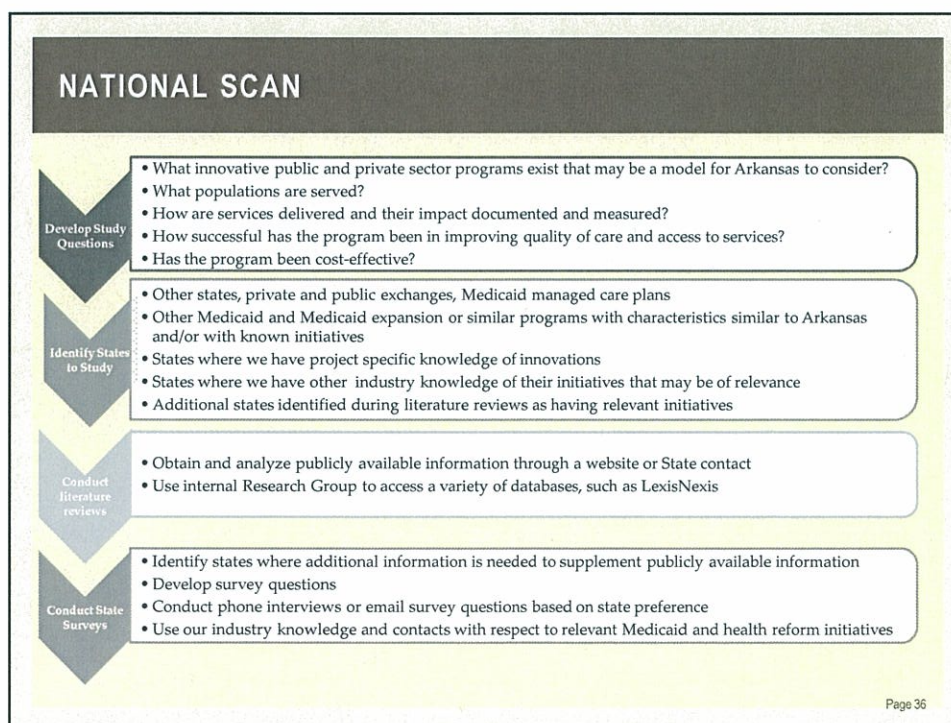 NATIONAL SCAN
Develop Study
Questions
• What innovative public and private sector programs exist that may be a model for Arkansas to consider?
• What populations are served?
• How are services delivered and their impact documented and measured?
• How successful has the program been in improving quality of care and access to services?
• Has the program been cost-effective?
Identify States
to Study
• Other states, private and public exchanges, Medicaid managed care plans
• Other Medicaid and Medicaid expansion or similar programs with characteristics similar to Arkansas
and/or with known initiatives
• States where we have project specific knowledge of innovations
• States where we have other industry knowledge of their initiatives that may be of relevance
• Additional states identified during literature reviews as having relevant initiatives
Conduct
literature
reviews
• Obtain and analyze publicly available information through a website or State contact
• Use internal Research Group to access a variety of databases, such as LexisNexis
Conduct State
Surveys
• Identify states where additional information is needed to supplement publicly available information
• Develop survey questions
• Conduct phone interviews or email survey questions based on state preference
• Use our industry knowledge and contacts with respect to relevant Medicaid and health reform initiatives
Page 36